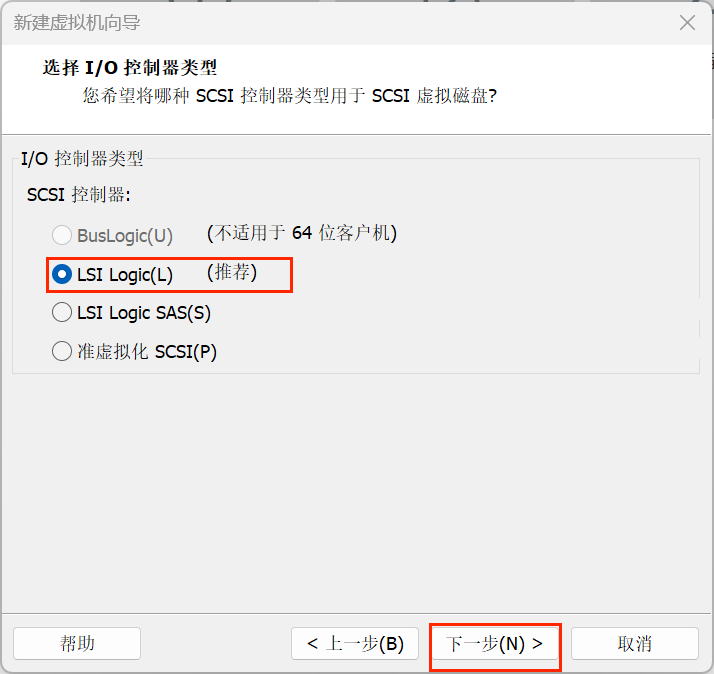 新建虚拟机向导
选择 I/O 控制器类型
您希望将哪种 SCSI 控制器类型用于 SCSI 虚拟磁盘?
I/O 控制器类型
SCSI 控制器:
BusLogic(U) (不适用于 64 位客户机)
LSI Logic(L) (推荐)
LSI Logic SAS(S)
准虚拟化 SCSI(P)
帮助 < 上一步(B) 下一步(N) > 取消